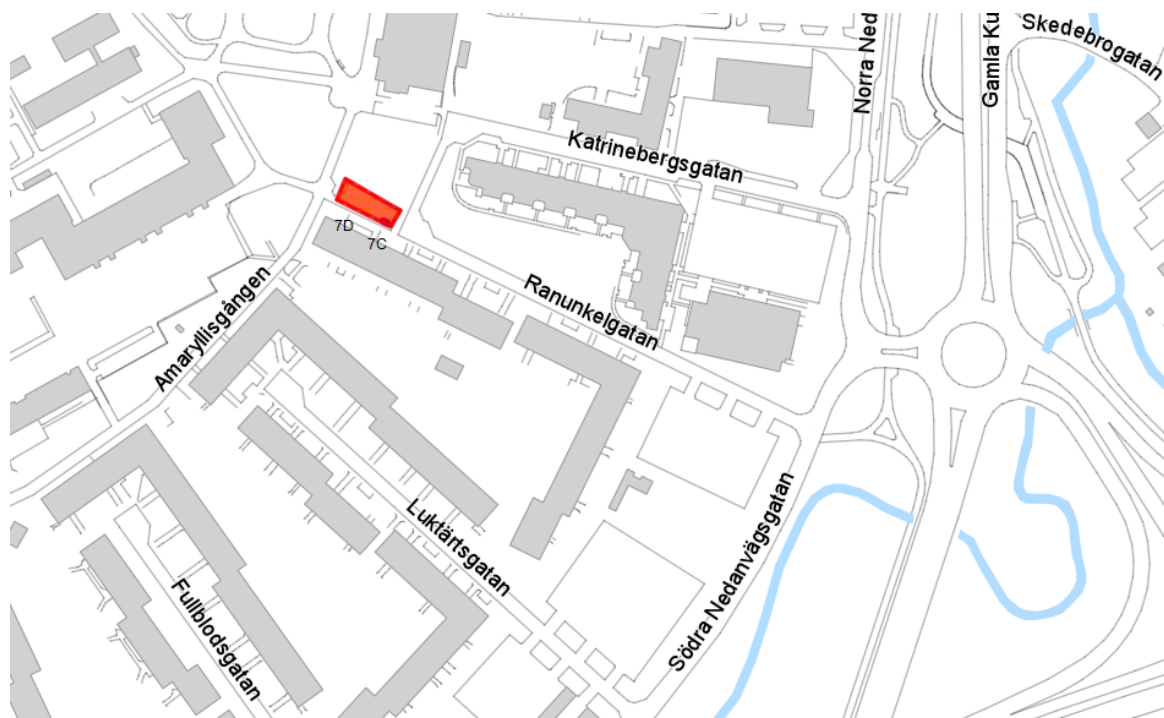 Skedebrogatan
Norra Ned
Gamla Ku
Katrinebergsgatan
7D
7C
Ranunkelgatan
Amaryllisgången
Luktärtsgatan
Södra Nedanvägsgatan
Fullblodsgatan